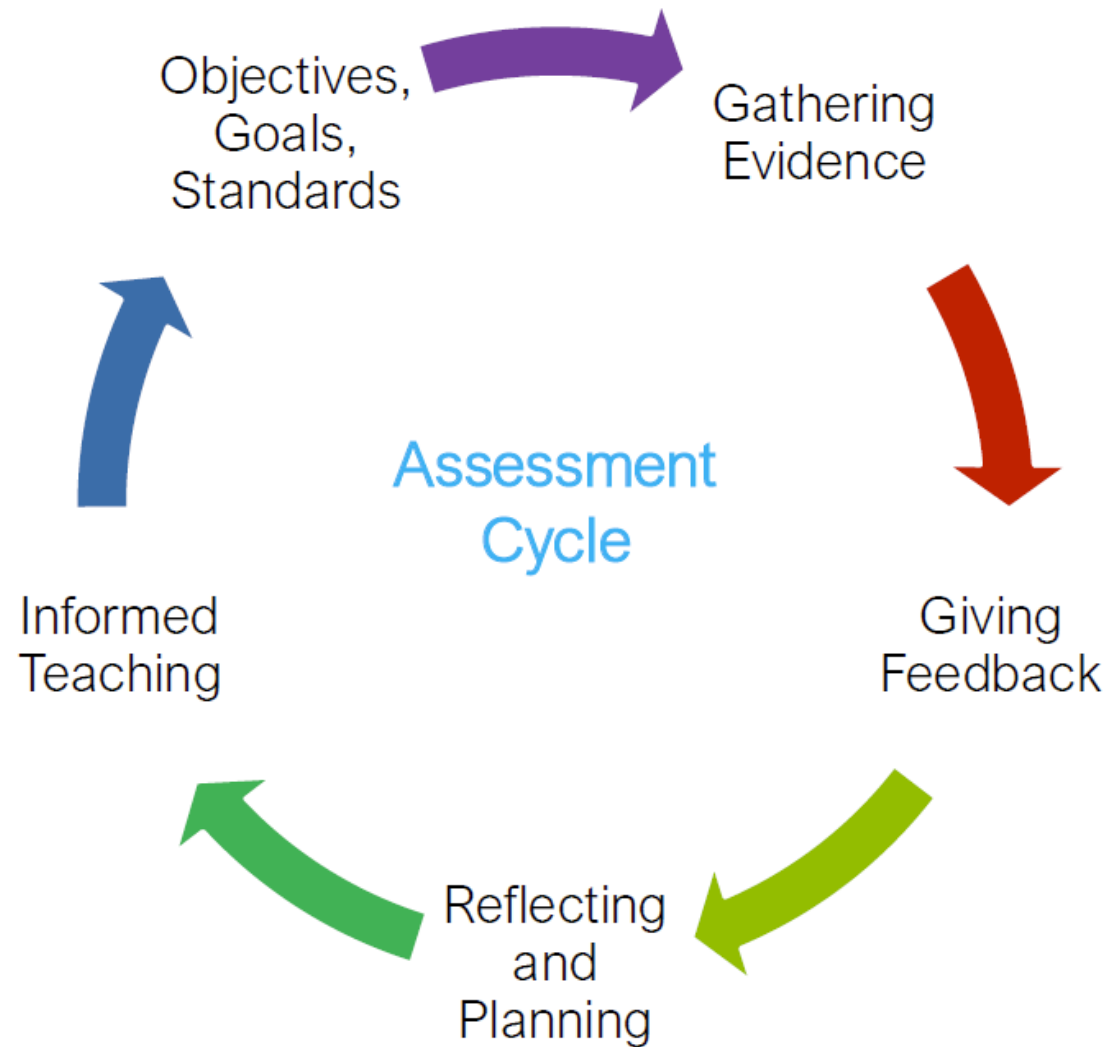 Objectives,
Goals,
Standards
Gathering
Evidence
Assessment
Cycle
Giving
Feedback
Reflecting
and
Planning
Informed
Teaching